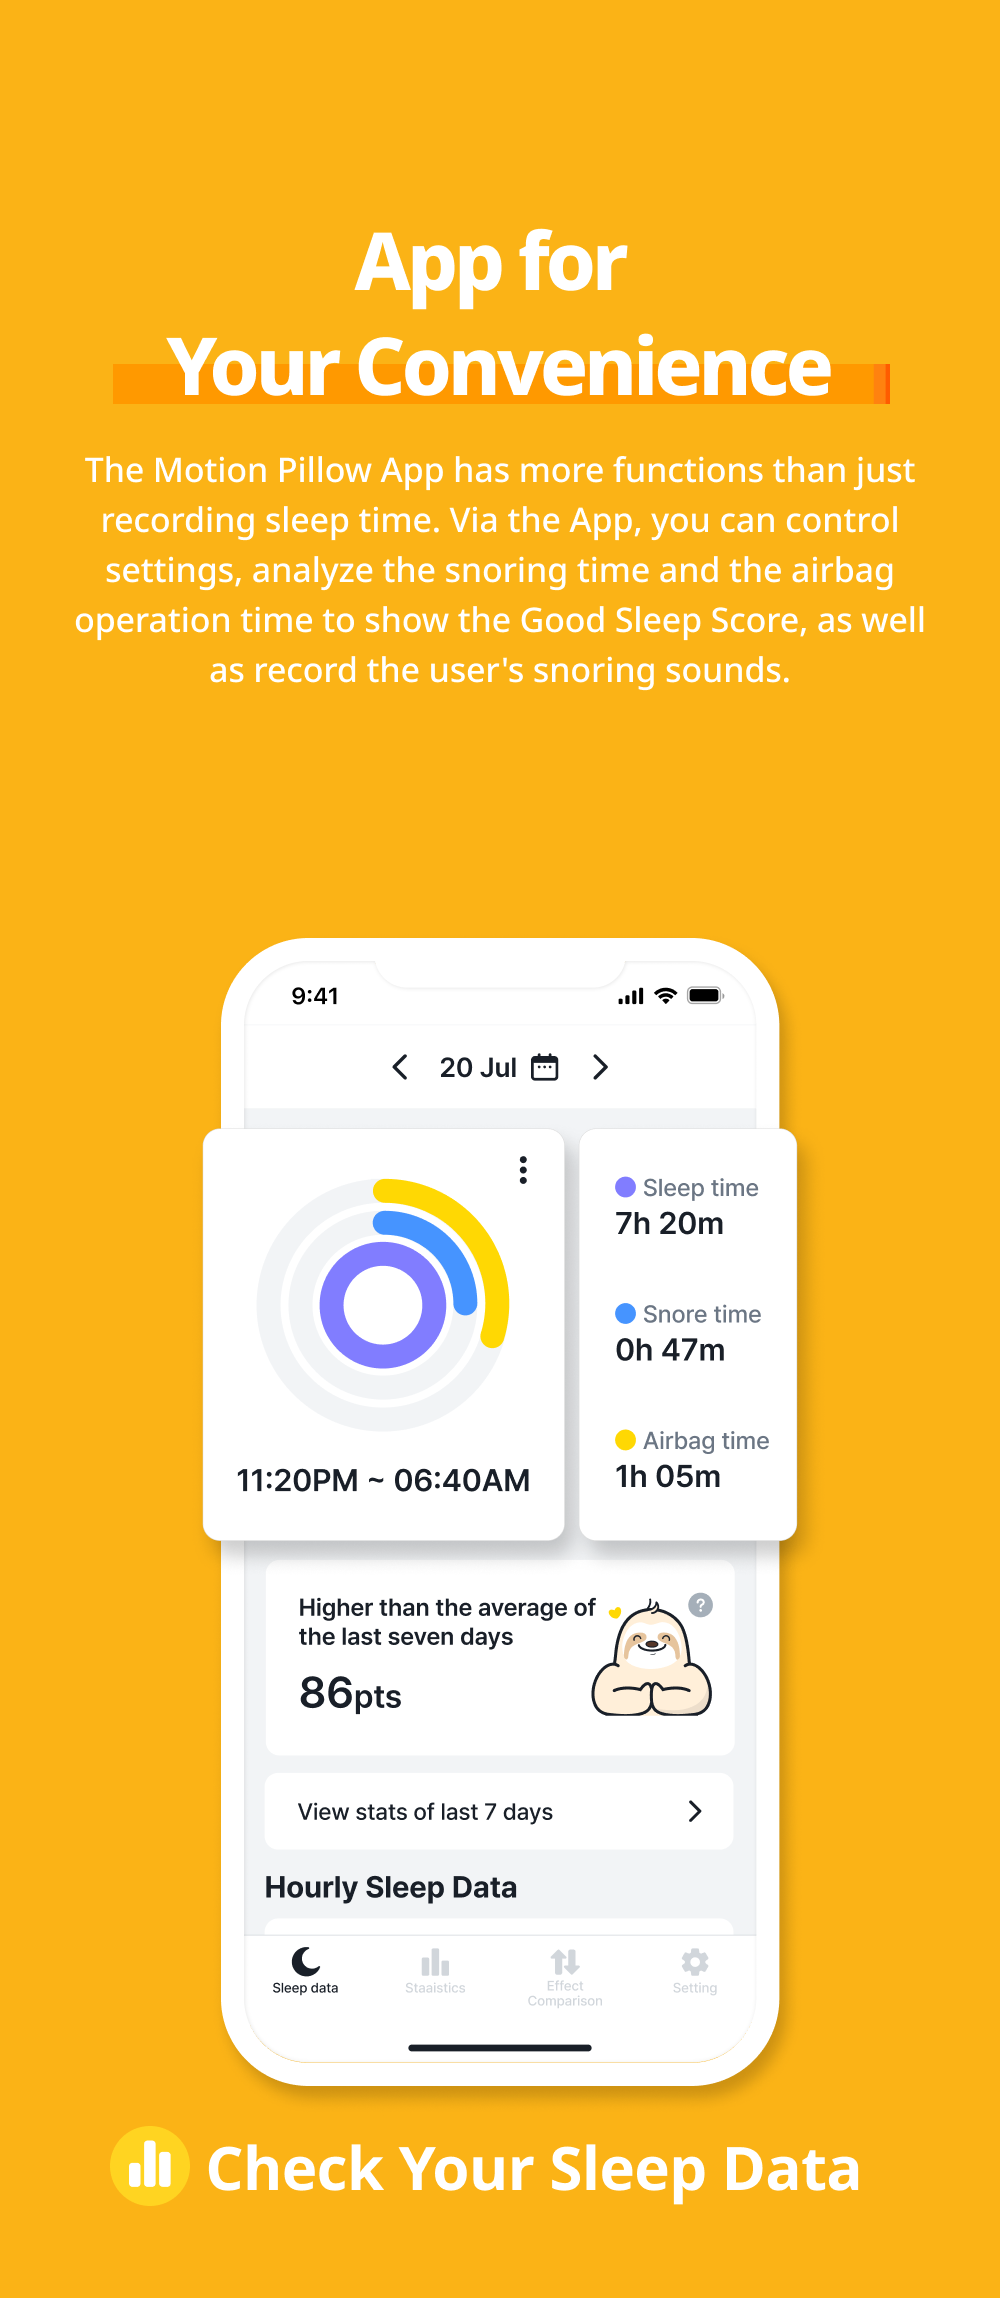 App for
Your Convenience
The Motion Pillow App has more functions than just
recording sleep time. Via the App, you can control
settings, analyze the snoring time and the airbag
operation time to show the Good Sleep Score, as well
as record the user's snoring sounds.
9:41
20 Jul
11:20PM ~ 06:40AM
Sleep time
7h 20m
Snore time
0h 47m
Airbag time
1h 05m
Higher than the average of
the last seven days
?
86pts
View stats of last 7 days
Hourly Sleep Data
Sleep data
Staaistics
Effect
Comparison
Setting
Check Your Sleep Data